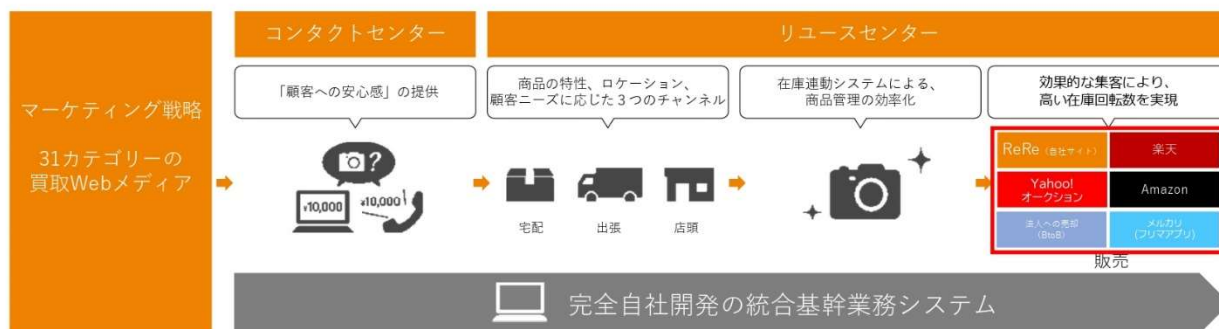 マーケティング戦略
31カテゴリーの
買取Webメディア
コンタクトセンター
リユースセンター
「顧客への安心感」の提供
商品の特性、ロケーション、
顧客ニーズに応じた３つのチャンネル
在庫連動システムによる、
商品管理の効率化
効果的な集客により、
高い在庫回転数を実現
?
¥10,000
¥10,000
宅配
出張
店頭
ReRe（自社サイト）
楽天
Yahoo!
オークション
Amazon
法人への売却
（BtoB）
メルカリ
(フリマアプリ)
販売
完全自社開発の統合基幹業務システム